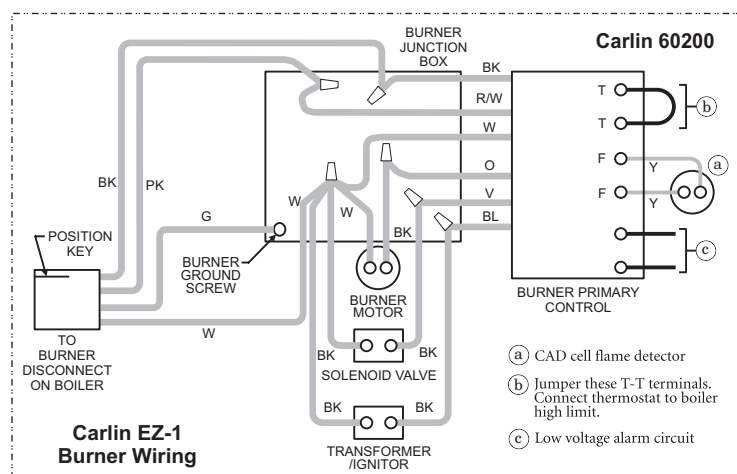 BURNER
JUNCTION
BOX
Carlin 60200
BK
R/W
W
O
V
BL
T
T
F
F
Y
Y
b
a
c
BK
PK
G
W
W
BK
POSITION
KEY
BURNER
GROUND
SCREW
BURNER
MOTOR
BURNER PRIMARY
CONTROL
W
TO
BURNER
DISCONNECT
ON BOILER
BK
BK
SOLENOID VALVE
BK
BK
TRANSFORMER
/IGNITOR
a CAD cell flame detector
b Jumper these T-T terminals.
Connect thermostat to boiler
high limit.
c Low voltage alarm circuit
Carlin EZ-1
Burner Wiring